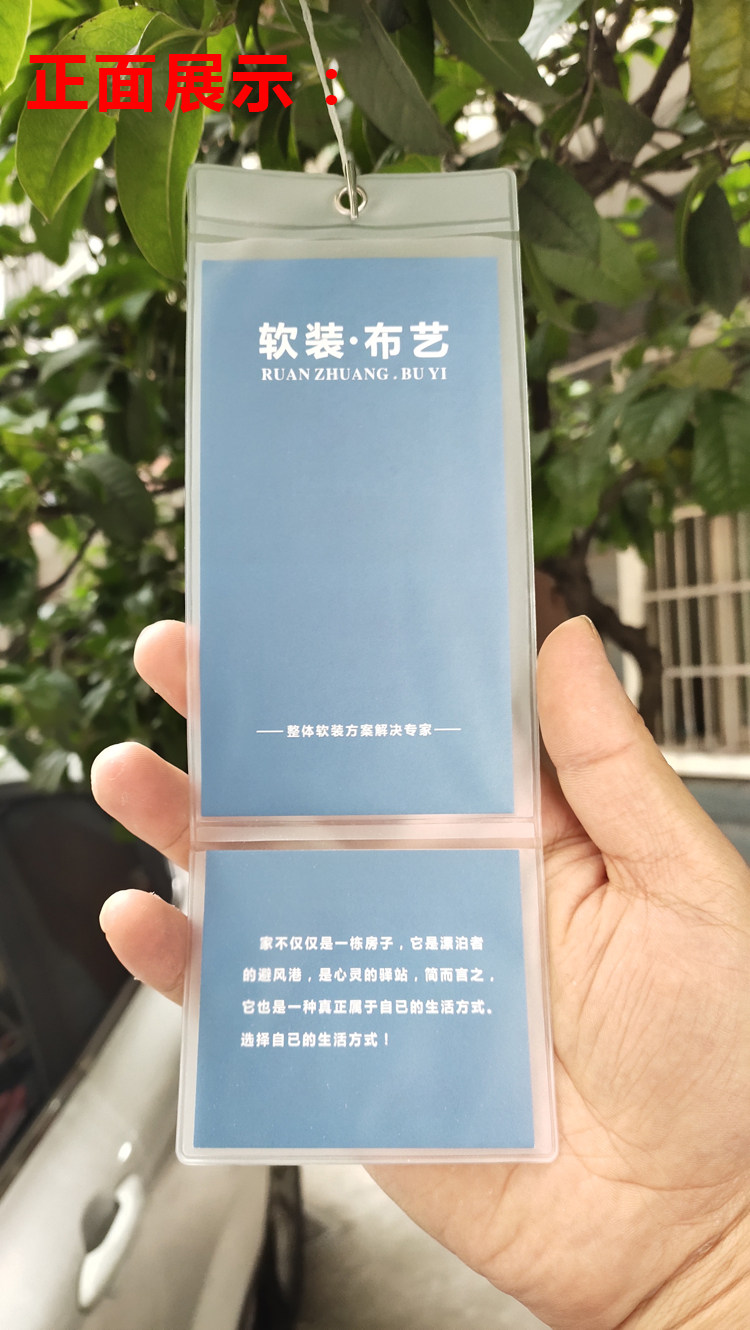 正面展示：
软装·布艺
RUAN ZHUANG . BU YI
——整体软装方案解决专家——
家不仅仅是一栋房子，它是漂泊者
的避风港，是心灵的驿站，简而言之，
它也是一种真正属于自己的生活方式。
选择自己的生活方式！